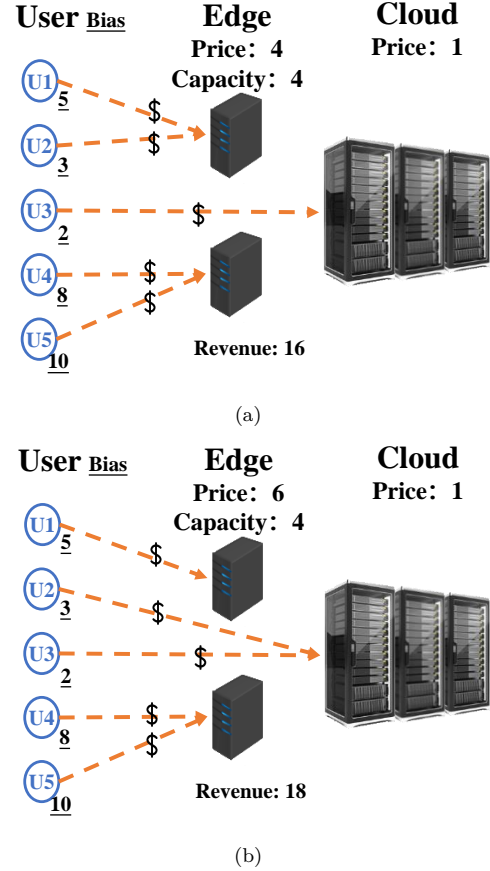 User Bias Edge Cloud
Price: 4 Price: 1
Capacity: 4
U1
5
$
U2
3
$
U3
2
$
U4
8
$
U5
10
$
Revenue: 16
(a)
User Bias Edge Cloud
Price: 6 Price: 1
Capacity: 4
U1
5
$
U2
3
$
U3
2
$
U4
8
$
U5
10
$
Revenue: 18
(b)